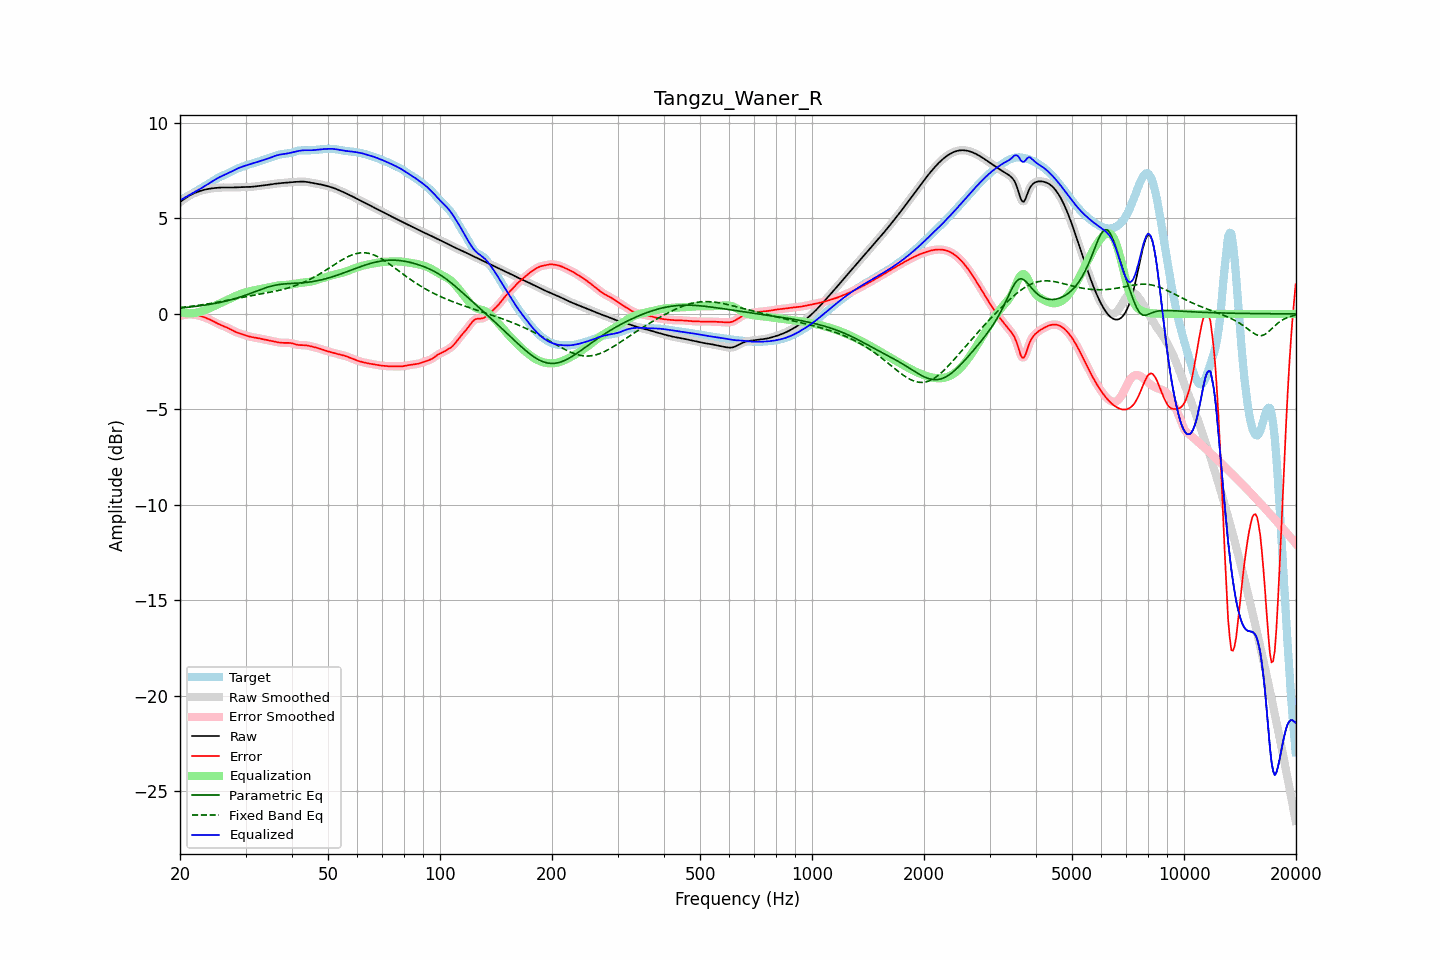 Tangzu_Waner_R
10
5
0
−5
−10
−15
−20
−25
Amplitude (dBr)
Target
Raw Smoothed
Error Smoothed
Raw
Error
Equalization
Parametric Eq
Fixed Band Eq
Equalized
20 50 100 200 500 1000 2000 5000 10000 20000
Frequency (Hz)